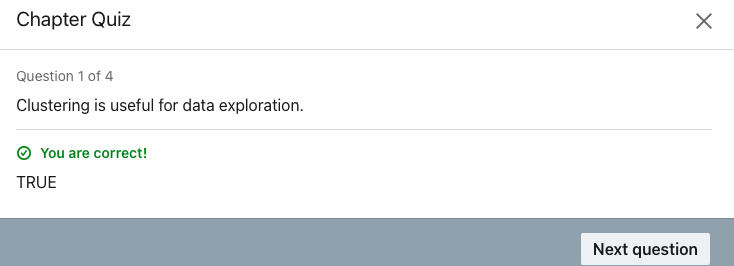 Chapter Quiz
Question 1 of 4
Clustering is useful for data exploration.
You are correct!
TRUE
Next question